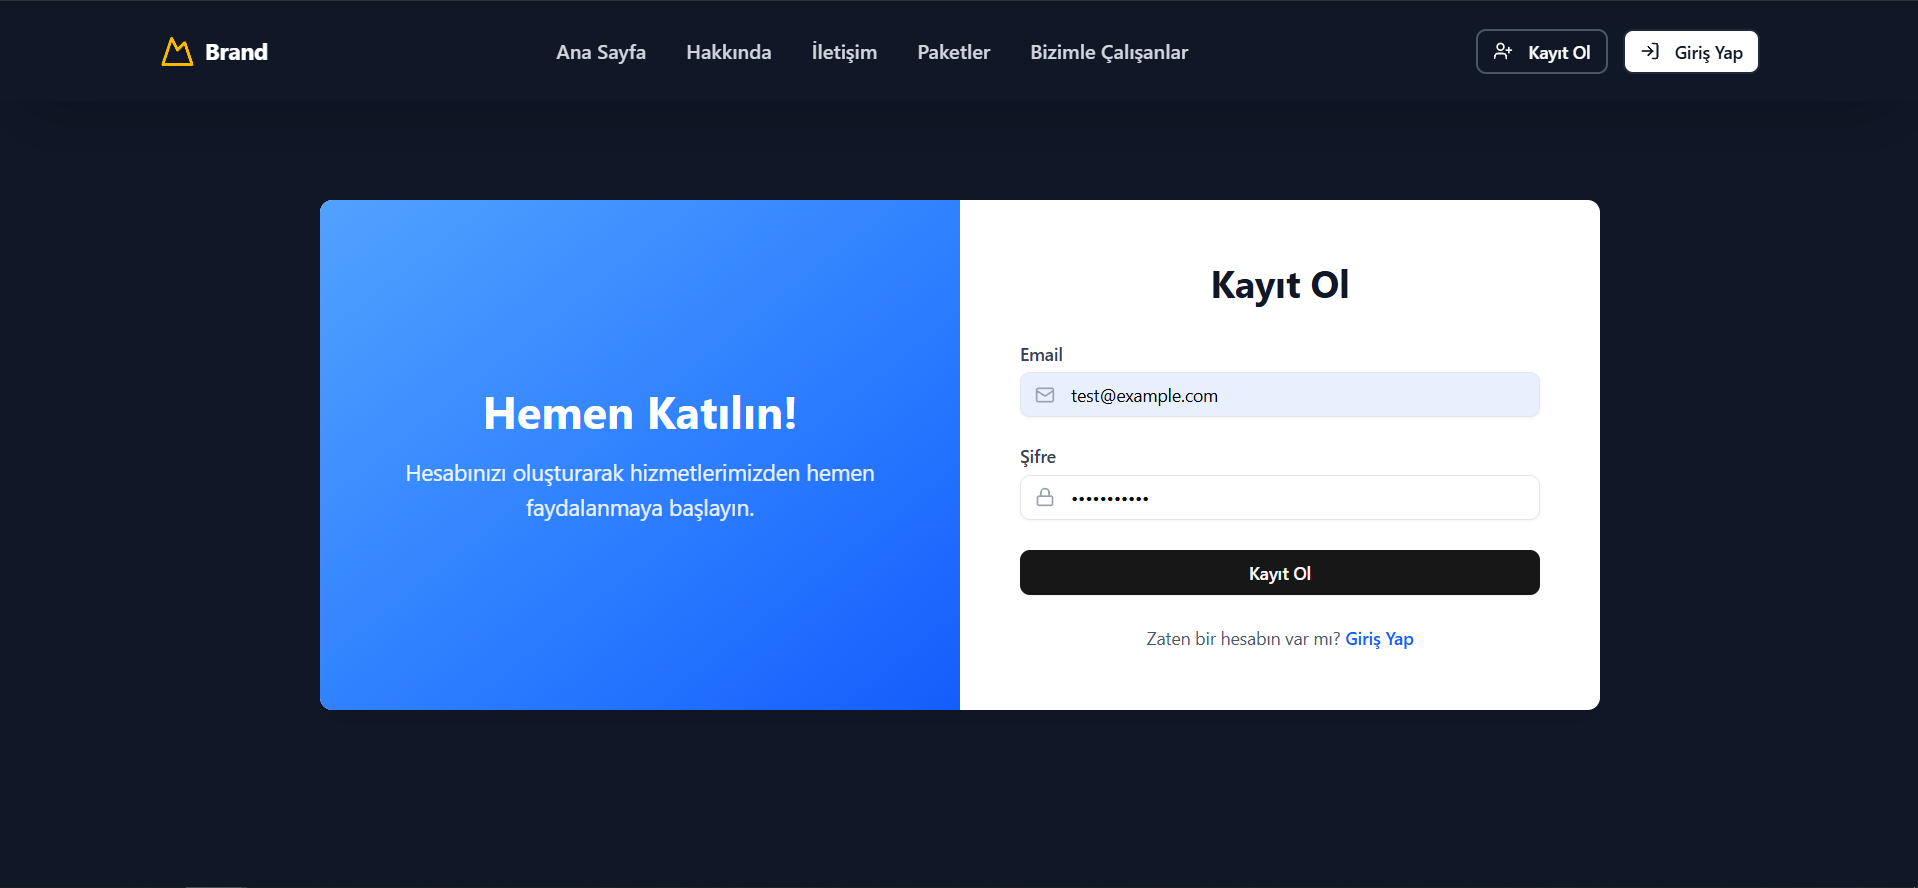 Brand
Ana Sayfa
Hakkında
İletişim
Paketler
Bizimle Çalışanlar
Kayıt Ol
Giriş Yap
Hemen Katılın!
Hesabınızı oluşturarak hizmetlerimizden hemen
faydalanmaya başlayın.
Kayıt Ol
Email
test@example.com
Şifre
•••••••••••
Kayıt Ol
Zaten bir hesabın var mı? Giriş Yap